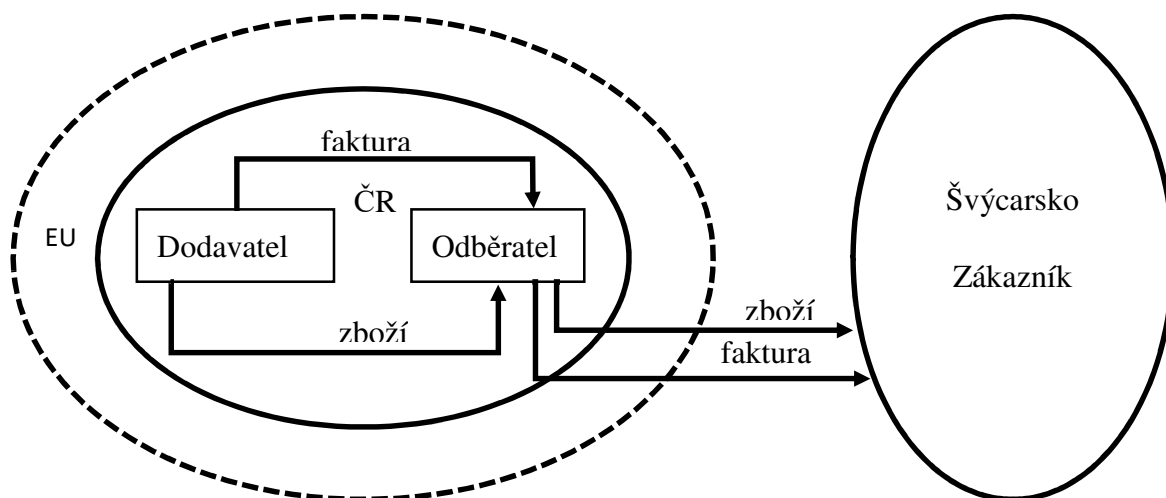 faktura
ČR
EU
Dodavatel
Odběratel
zboží
zboží
faktura
Švýcarsko
Zákazník